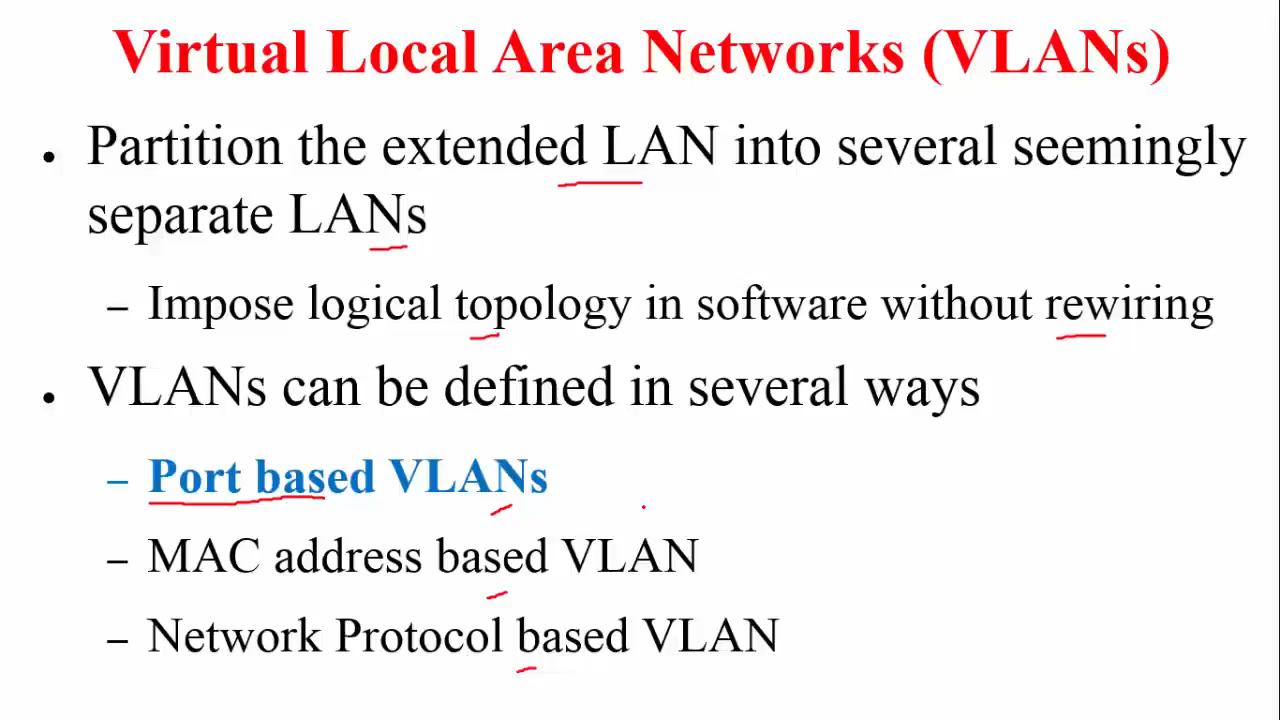 Virtual Local Area Networks (VLANs)
• Partition the extended LAN into several seemingly
separate LANs
– Impose logical topology in software without rewiring
• VLANs can be defined in several ways
– Port based VLANs
– MAC address based VLAN
– Network Protocol based VLAN